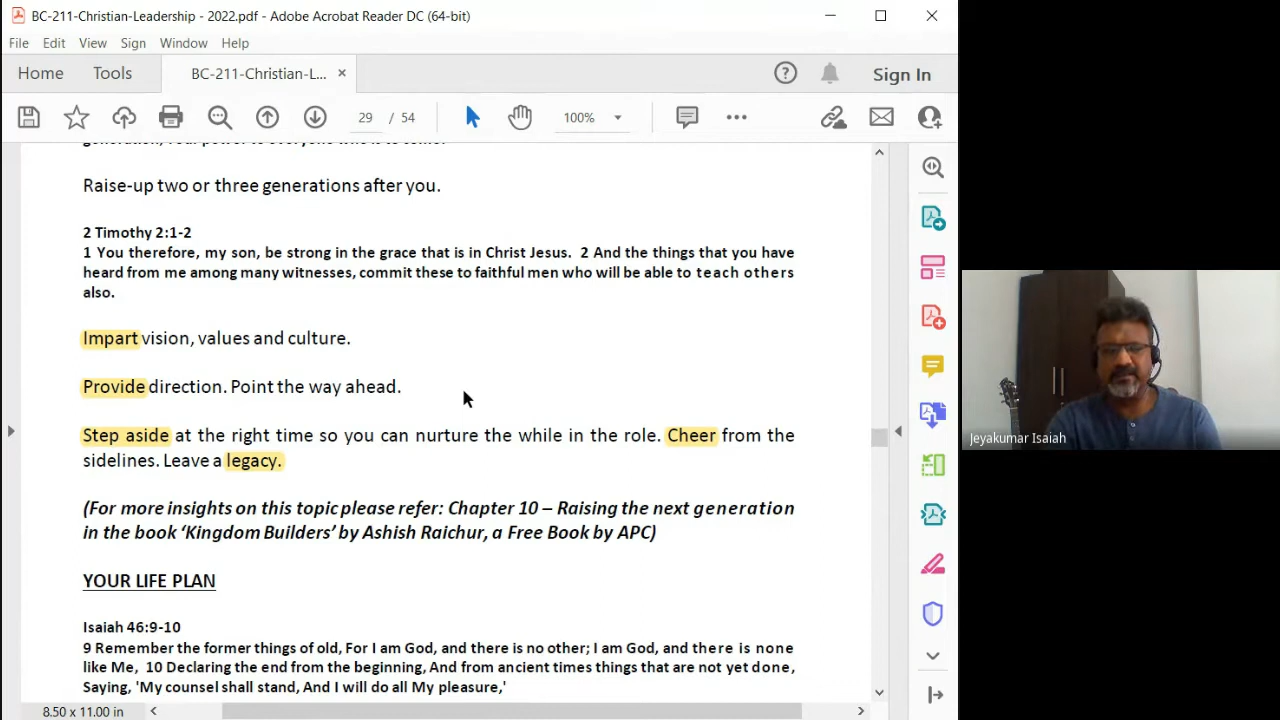 BC-211-Christian-Leadership - 2022.pdf - Adobe Acrobat Reader DC (64-bit)
File Edit View Sign Window Help
Home Tools BC-211-Christian-L... Sign In
29 / 54 100%
Raise-up two or three generations after you.
2 Timothy 2:1-2
1 You therefore, my son, be strong in the grace that is in Christ Jesus. 2 And the things that you have
heard from me among many witnesses, commit these to faithful men who will be able to teach others
also.
Impart vision, values and culture.
Provide direction. Point the way ahead.
Step aside at the right time so you can nurture the while in the role. Cheer from the
sidelines. Leave a legacy.
(For more insights on this topic please refer: Chapter 10 – Raising the next generation
in the book ‘Kingdom Builders’ by Ashish Raichur, a Free Book by APC)
YOUR LIFE PLAN
Isaiah 46:9-10
9 Remember the former things of old, For I am God, and there is no other; I am God, and there is none
like Me, 10 Declaring the end from the beginning, And from ancient times things that are not yet done,
Saying, 'My counsel shall stand, And I will do all My pleasure,'
8.50 x 11.00 in
Jeyakumar Isaiah